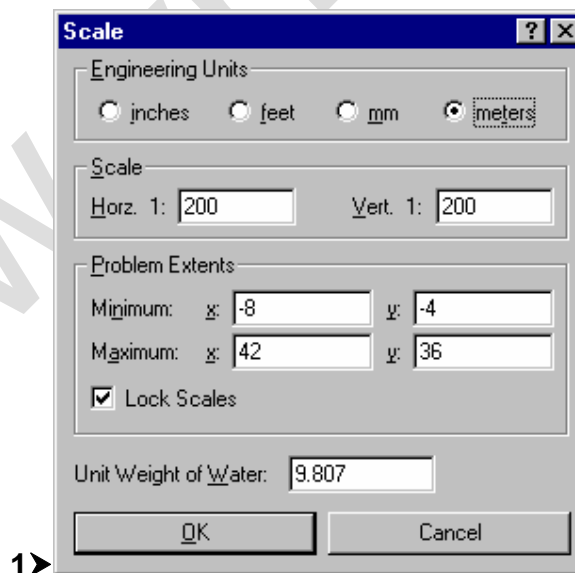 Scale
Engineering Units
inches feet mm meters
Scale
Horz. 1: 200 Vert. 1: 200
Problem Extents
Minimum: x: -8 y: -4
Maximum: x: 42 y: 36
Lock Scales
Unit Weight of Water: 9.807
OK Cancel
1